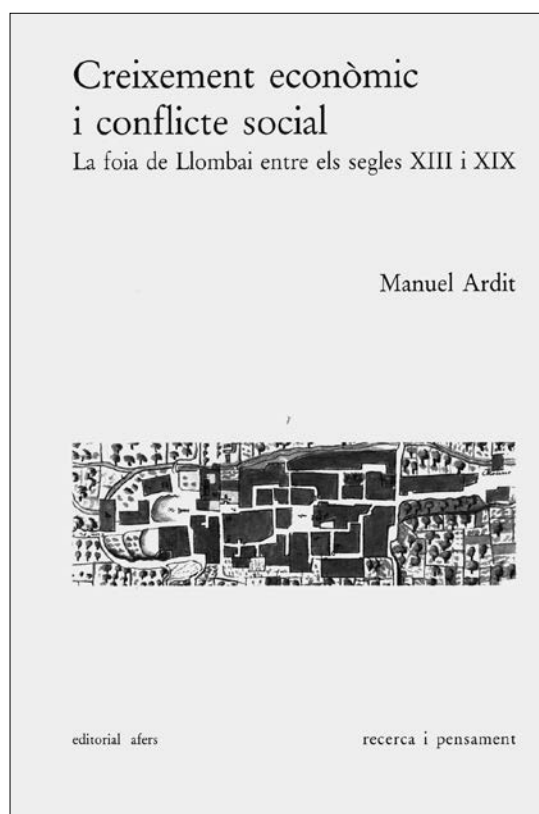 Creixement econòmic
i conflicte social
La foia de Llombai entre els segles XIII i XIX
Manuel Ardit
editorial afers
recerca i pensament